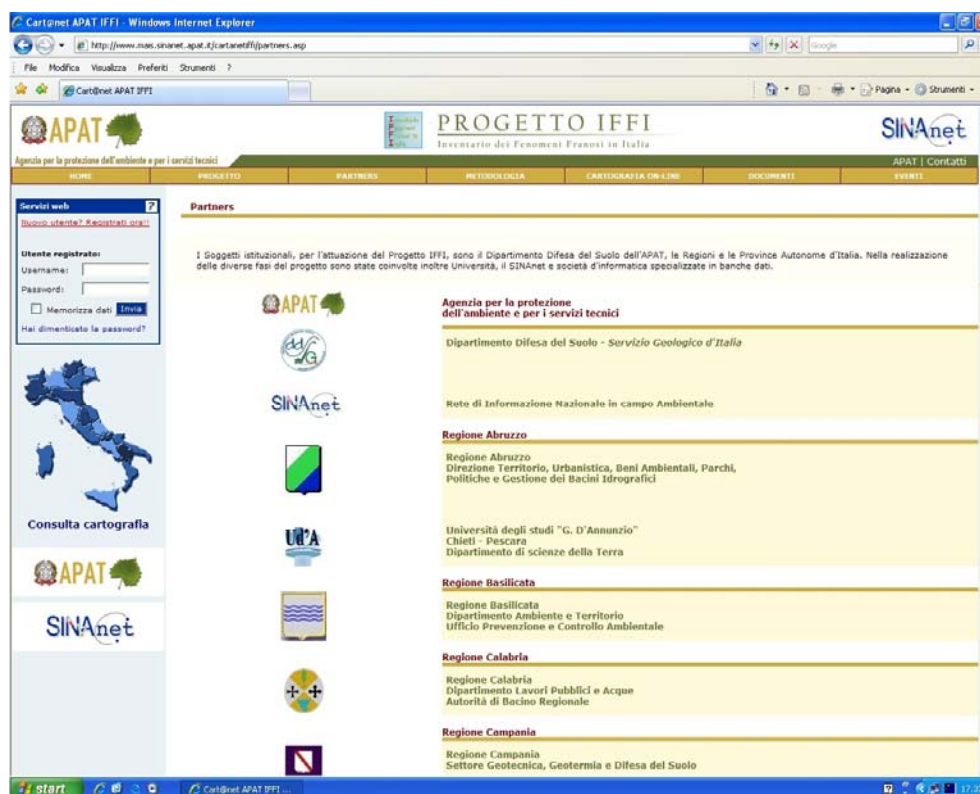 Cart@net APAT IFFI - Windows Internet Explorer
http://www.mais.sinanet.apat.it/cartanetiffi/partners.asp
Google
File Modifica Visualizza Preferiti Strumenti ?
Cart@net APAT IFFI
Pagina Strumenti
APAT
Agenzia per la protezione dell'ambiente e per i servizi tecnici
PROGETTO IFFI
Inventario dei Fenomeni Franosi in Italia
SINAnet
APAT | Contatti
HOME PROGETTO PARTNERS METODOLOGIA CARTOGRAFIA ON-LINE DOCUMENTI EVENTI
Servizi web ?
Nuovo utente? Registrati ora!!
Utente registrato:
Username:
Password:
Memorizza dati Invia
Hai dimenticato la password?
Consulta cartografia
APAT
SINAnet
Partners
I Soggetti istituzionali, per l'attuazione del Progetto IFFI, sono il Dipartimento Difesa del Suolo dell'APAT, le Regioni e le Province Autonome d'Italia. Nella realizzazione
delle diverse fasi del progetto sono state coinvolte inoltre Università, il SINAnet e società d'informatica specializzate in banche dati.
APAT
Agenzia per la protezione
dell'ambiente e per i servizi tecnici
Dipartimento Difesa del Suolo - Servizio Geologico d'Italia
SINAnet
Rete di Informazione Nazionale in campo Ambientale
Regione Abruzzo
Regione Abruzzo
Direzione Territorio, Urbanistica, Beni Ambientali, Parchi,
Politiche e Gestione dei Bacini Idrografici
Ud'A
Università degli studi "G. D'Annunzio"
Chieti - Pescara
Dipartimento di scienze della Terra
Regione Basilicata
Regione Basilicata
Dipartimento Ambiente e Territorio
Ufficio Prevenzione e Controllo Ambientale
Regione Calabria
Regione Calabria
Dipartimento Lavori Pubblici e Acque
Autorità di Bacino Regionale
Regione Campania
Regione Campania
Settore Geotecnica, Geotermia e Difesa del Suolo
start
Cart@net APAT IFFI ...